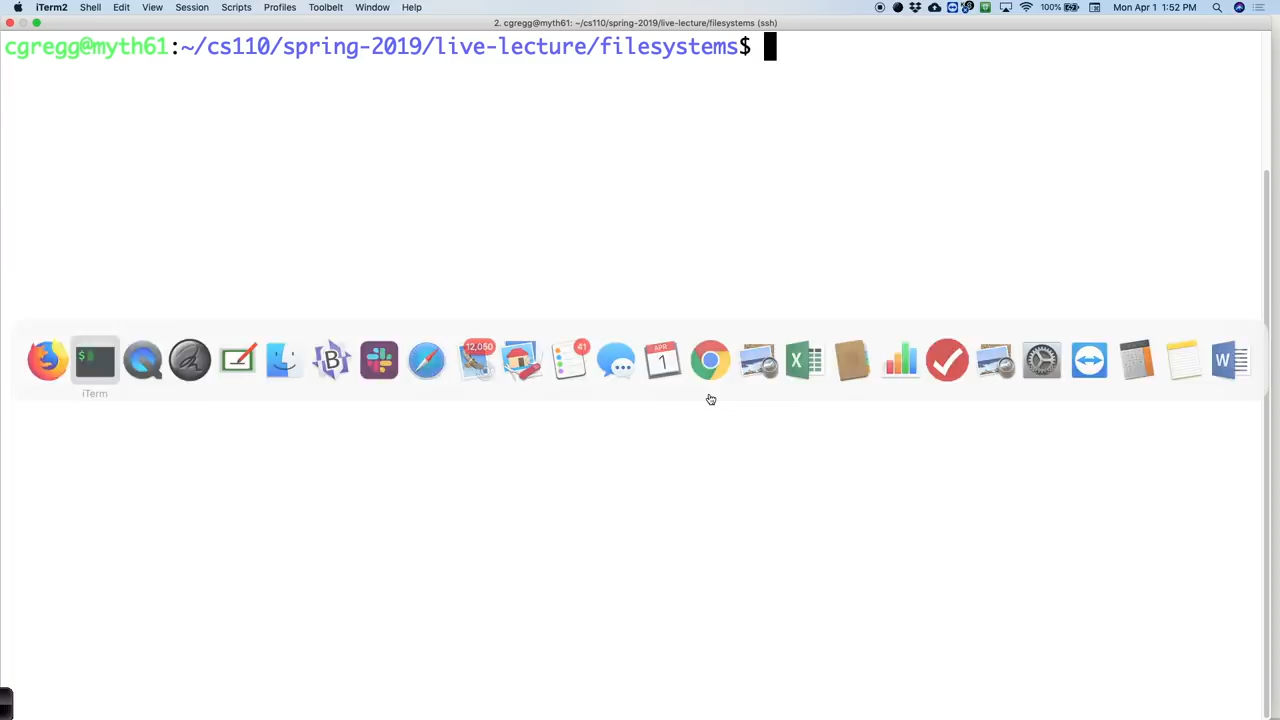 iTerm2 Shell Edit View Session Scripts Profiles Toolbelt Window Help 100% Mon Apr 1 1:52 PM
2. cgregg@myth61: ~/cs110/spring-2019/live-lecture/filesystems (ssh)
cgregg@myth61:~/cs110/spring-2019/live-lecture/filesystems$
12,050 41
$ B APR 1 X W
iTerm